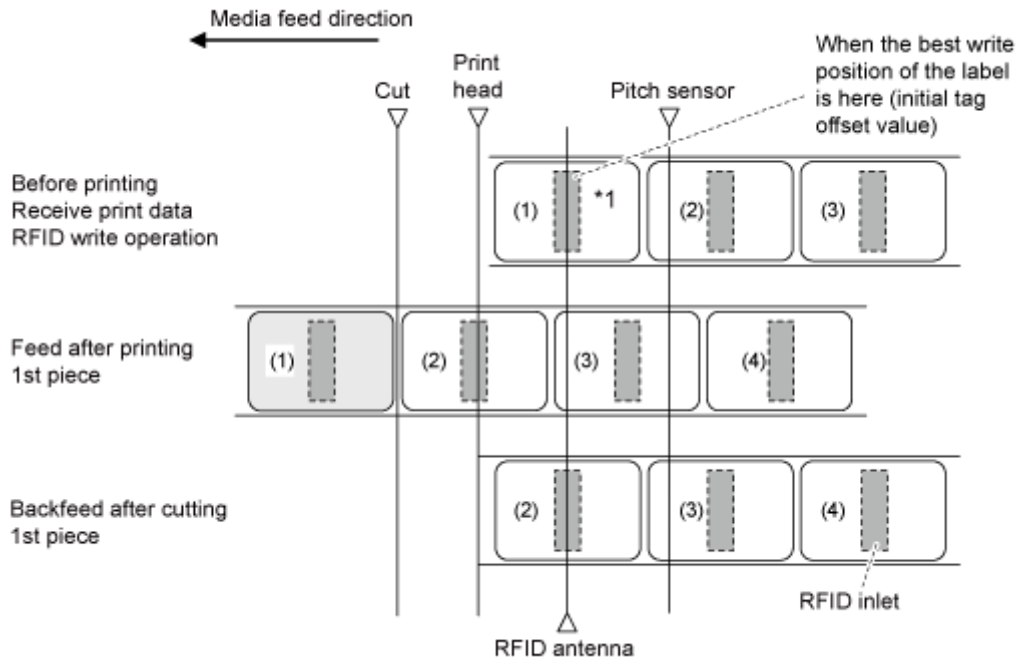 Media feed direction
When the best write
position of the label
is here (initial tag
offset value)
Print
head
Cut
Pitch sensor
Before printing
Receive print data
RFID write operation
(1)
*1
(2)
(3)
Feed after printing
1st piece
(1)
(2)
(3)
(4)
Backfeed after cutting
1st piece
(2)
(3)
(4)
RFID inlet
RFID antenna